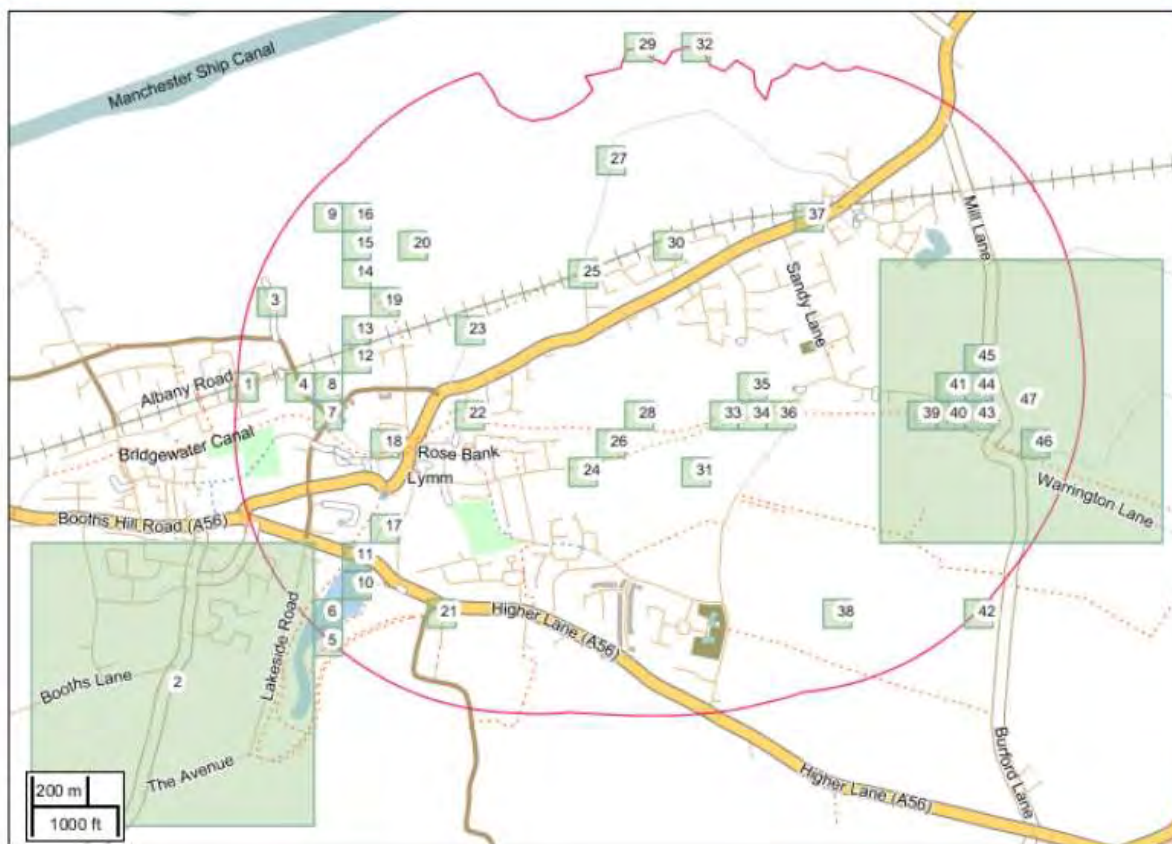 29
32
Manchester Ship Canal
27
9
16
37
15
20
30
Mill Lane
14
25
Sandy Lane
3
19
13
23
12
45
Albany Road
1
4
8
35
41
44
47
7
22
28
33
34
36
39
40
43
Bridgewater Canal
18
Rose Bank
26
46
Lymm
24
31
Warrington Lane
Booths Hill Road (A56)
17
11
10
6
21
Higher Lane (A56)
38
42
5
Lakeside Road
Booths Lane
2
The Avenue
Burford Lane
Higher Lane (A56)
200 m
1000 ft